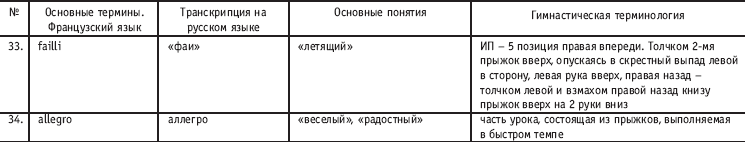 № Основные термины. Французский язык Транскрипция на русском языке Основные понятия Гимнастическая терминология
33. failli «фаи» «летящий» ИП – 5 позиция правая впереди. Толчком 2-мя
прыжок вверх, опускаясь в скрестный выпад левой
в сторону, левая рука вверх, правая назад –
толчком левой и взмахом правой назад книзу
прыжок вверх на 2 руки вниз
34. allegro аллегро «веселый», «радостный» часть урока, состоящая из прыжков, выполняемая
в быстром темпе